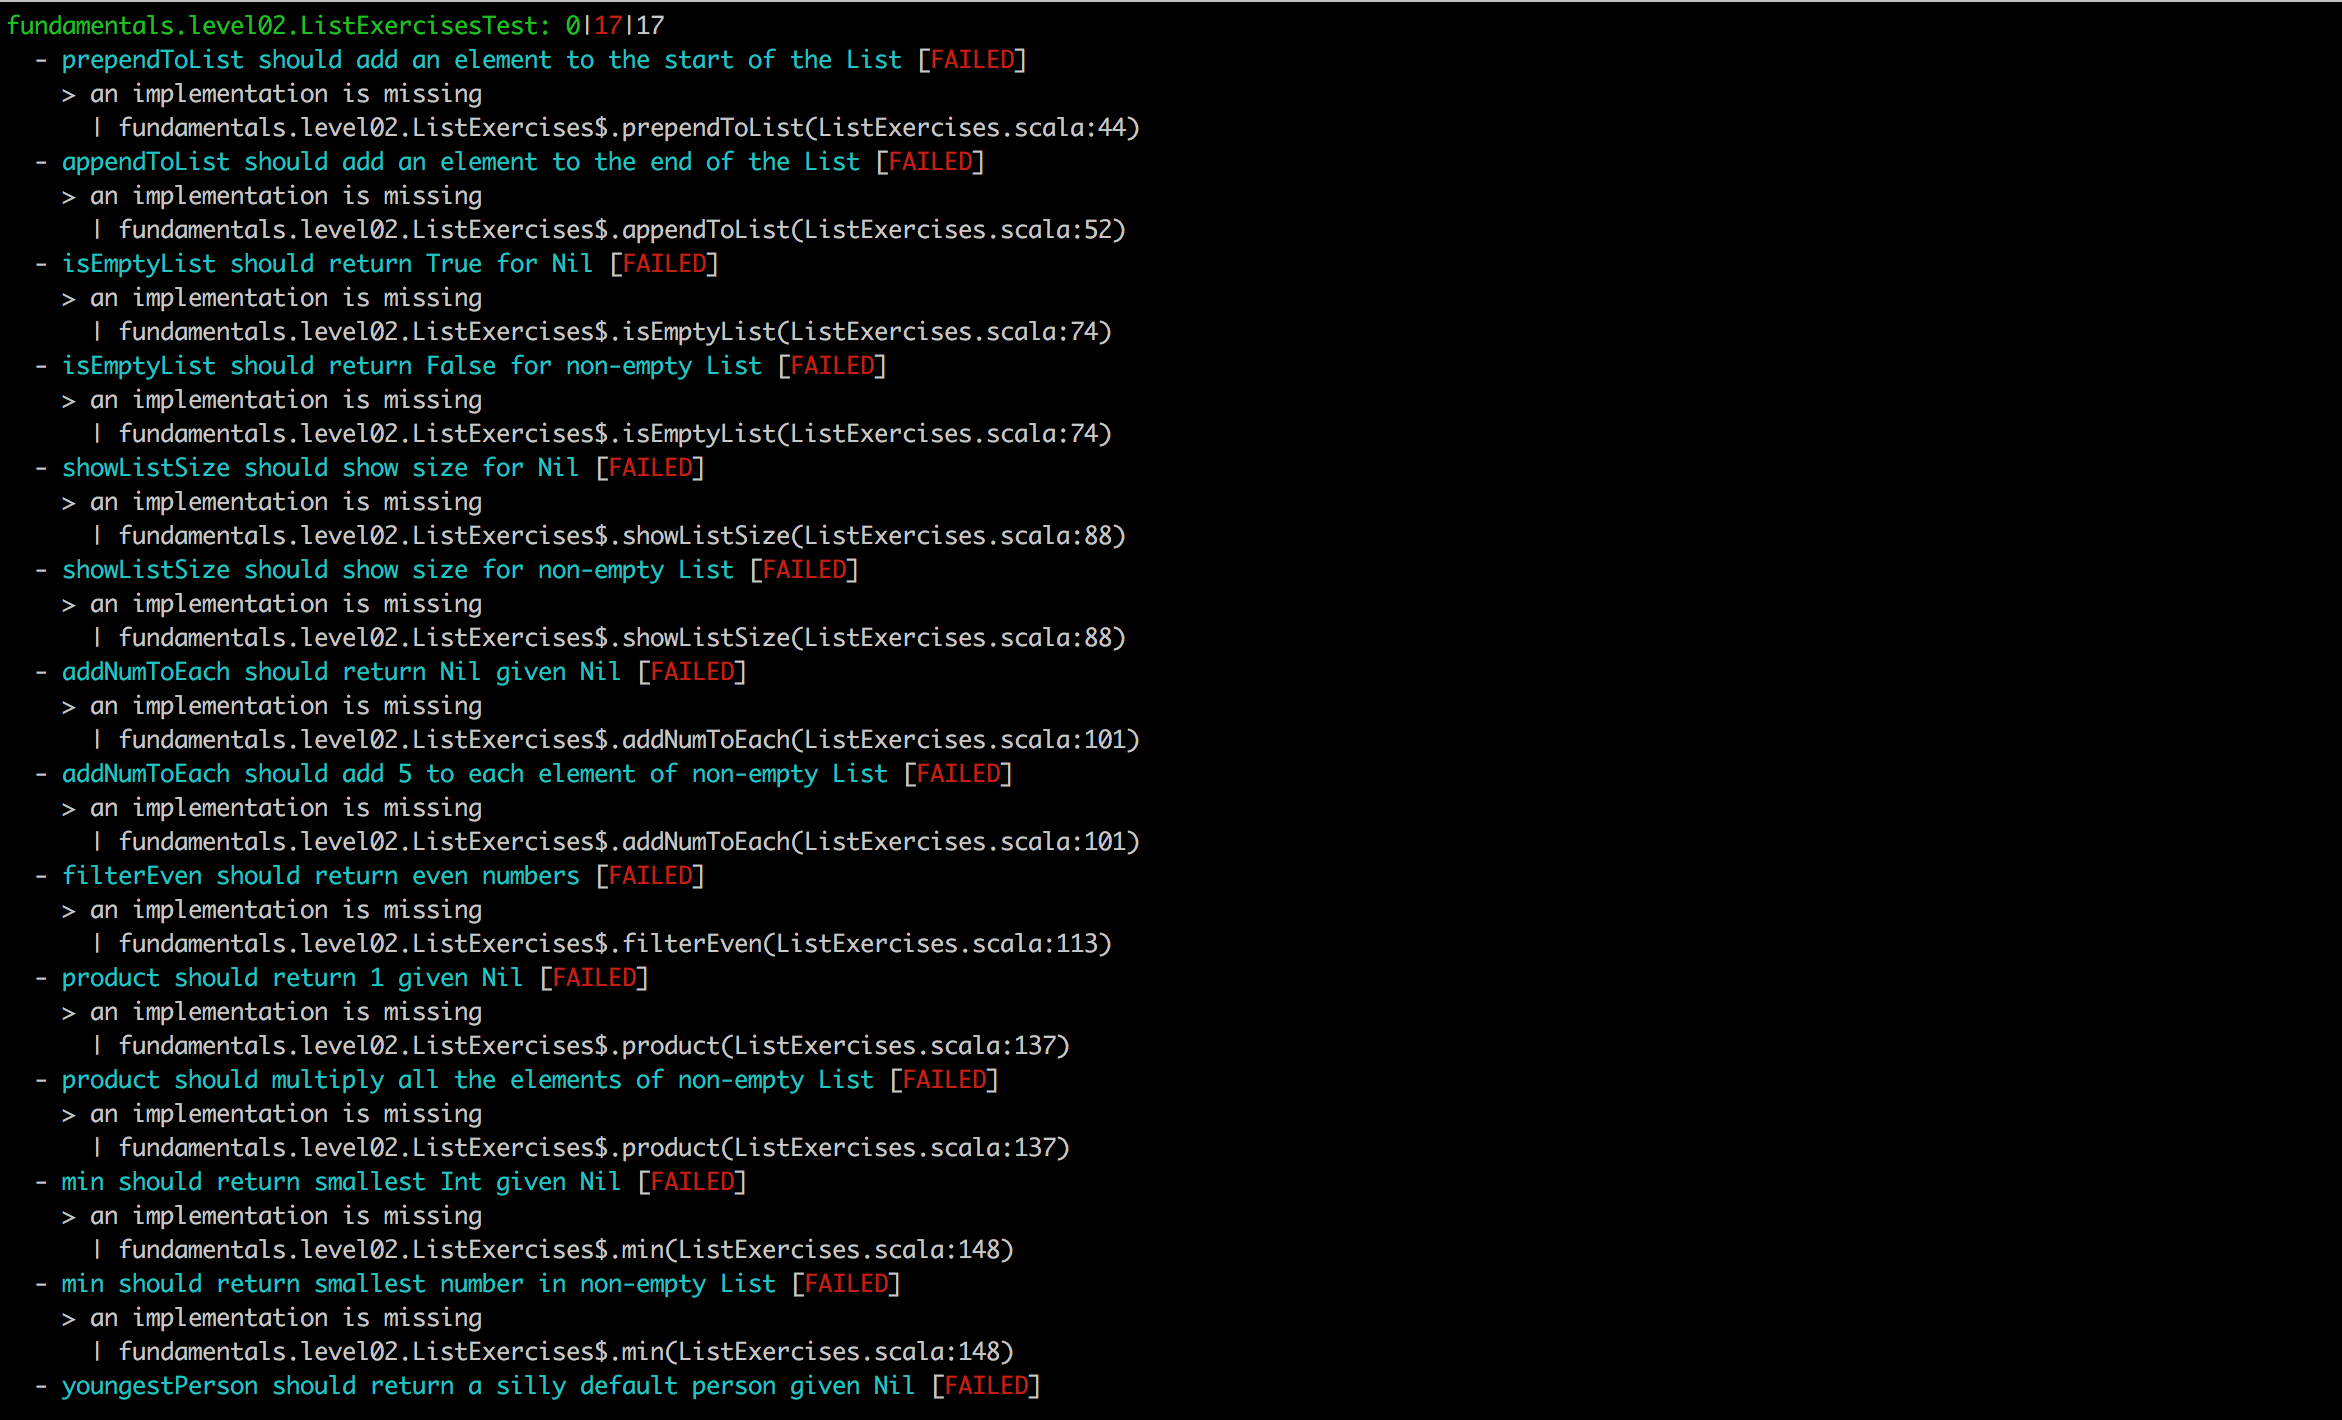 fundamentals.level02.ListExercisesTest: 0|17|17
- prependToList should add an element to the start of the List [FAILED]
> an implementation is missing
| fundamentals.level02.ListExercises$.prependToList(ListExercises.scala:44)
- appendToList should add an element to the end of the List [FAILED]
> an implementation is missing
| fundamentals.level02.ListExercises$.appendToList(ListExercises.scala:52)
- isEmptyList should return True for Nil [FAILED]
> an implementation is missing
| fundamentals.level02.ListExercises$.isEmptyList(ListExercises.scala:74)
- isEmptyList should return False for non-empty List [FAILED]
> an implementation is missing
| fundamentals.level02.ListExercises$.isEmptyList(ListExercises.scala:74)
- showListSize should show size for Nil [FAILED]
> an implementation is missing
| fundamentals.level02.ListExercises$.showListSize(ListExercises.scala:88)
- showListSize should show size for non-empty List [FAILED]
> an implementation is missing
| fundamentals.level02.ListExercises$.showListSize(ListExercises.scala:88)
- addNumToEach should return Nil given Nil [FAILED]
> an implementation is missing
| fundamentals.level02.ListExercises$.addNumToEach(ListExercises.scala:101)
- addNumToEach should add 5 to each element of non-empty List [FAILED]
> an implementation is missing
| fundamentals.level02.ListExercises$.addNumToEach(ListExercises.scala:101)
- filterEven should return even numbers [FAILED]
> an implementation is missing
| fundamentals.level02.ListExercises$.filterEven(ListExercises.scala:113)
- product should return 1 given Nil [FAILED]
> an implementation is missing
| fundamentals.level02.ListExercises$.product(ListExercises.scala:137)
- product should multiply all the elements of non-empty List [FAILED]
> an implementation is missing
| fundamentals.level02.ListExercises$.product(ListExercises.scala:137)
- min should return smallest Int given Nil [FAILED]
> an implementation is missing
| fundamentals.level02.ListExercises$.min(ListExercises.scala:148)
- min should return smallest number in non-empty List [FAILED]
> an implementation is missing
| fundamentals.level02.ListExercises$.min(ListExercises.scala:148)
- youngestPerson should return a silly default person given Nil [FAILED]